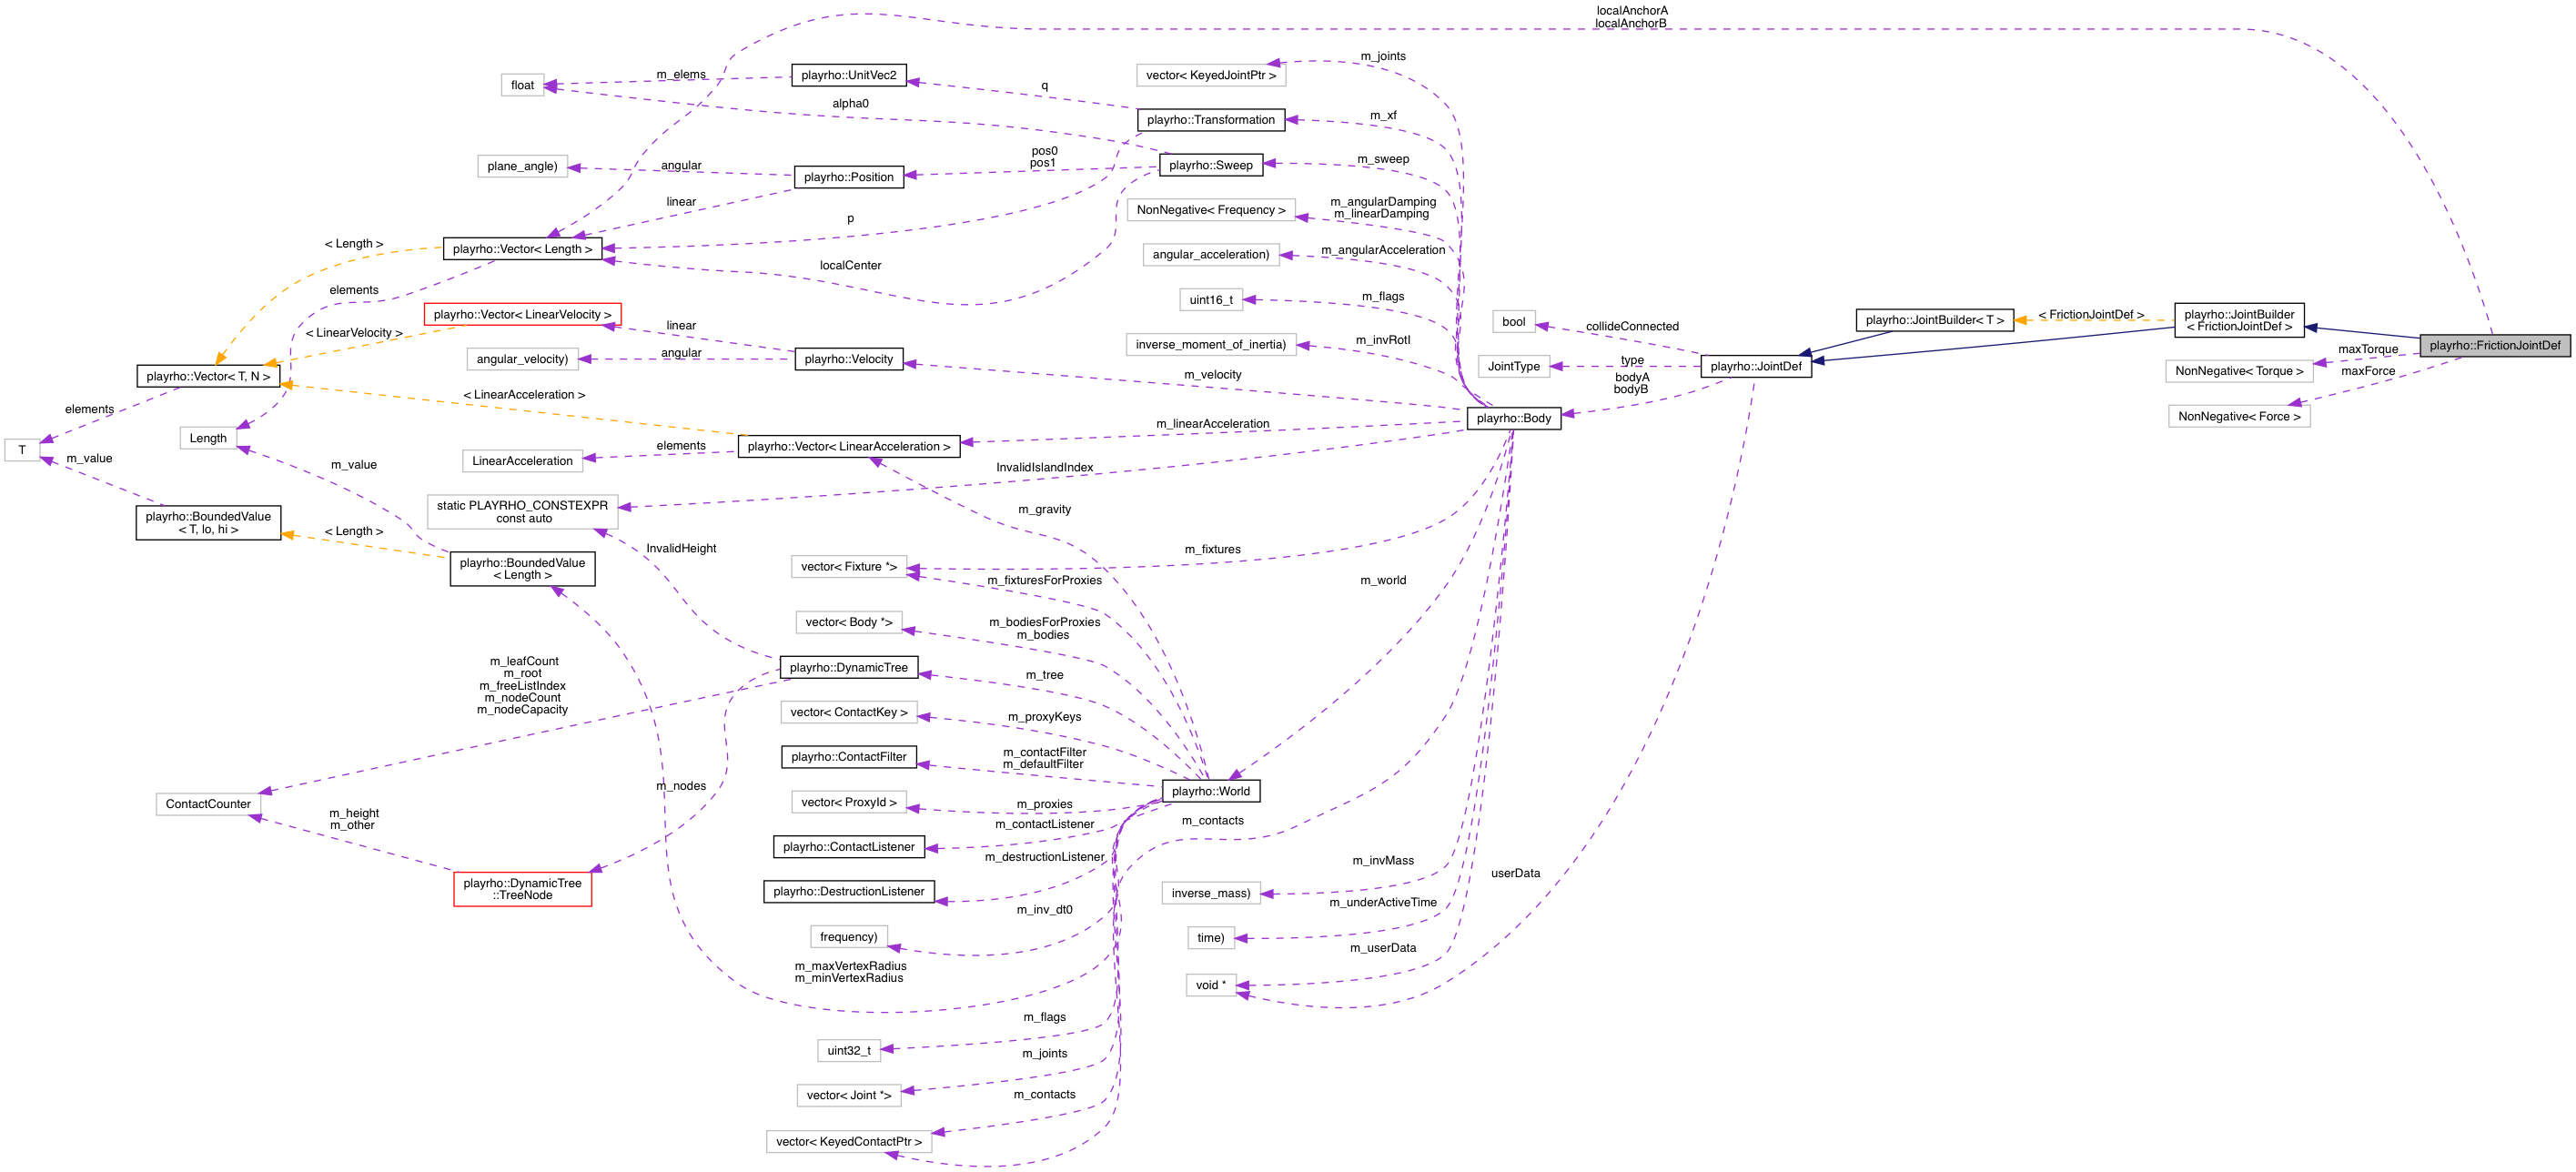 localAnchorA
localAnchorB
m_joints
vector< KeyedJointPtr >
playrho::UnitVec2
m_elems
float
q
alpha0
playrho::Transformation
m_xf
pos0
pos1
m_sweep
playrho::Sweep
plane_angle)
angular
playrho::Position
linear
NonNegative< Frequency >
m_angularDamping
m_linearDamping
p
< Length >
playrho::Vector< Length >
localCenter
angular_acceleration)
m_angularAcceleration
elements
uint16_t
m_flags
playrho::Vector< LinearVelocity >
linear
< LinearVelocity >
bool
collideConnected
playrho::JointBuilder< T >
< FrictionJointDef >
playrho::JointBuilder
< FrictionJointDef >
inverse_moment_of_inertia)
m_invRotI
playrho::FrictionJointDef
angular_velocity)
angular
playrho::Velocity
JointType
type
playrho::JointDef
maxTorque
NonNegative< Torque >
maxForce
playrho::Vector< T, N >
m_velocity
bodyA
bodyB
< LinearAcceleration >
elements
NonNegative< Force >
playrho::Body
m_linearAcceleration
T
Length
m_value
elements
playrho::Vector< LinearAcceleration >
LinearAcceleration
m_value
InvalidIslandIndex
static PLAYRHO_CONSTEXPR
const auto
m_gravity
playrho::BoundedValue
< T, lo, hi >
< Length >
InvalidHeight
m_fixtures
playrho::BoundedValue
< Length >
vector< Fixture *>
m_fixturesForProxies
m_world
vector< Body *>
m_bodiesForProxies
m_bodies
playrho::DynamicTree
m_tree
m_leafCount
m_root
m_freeListIndex
m_nodeCount
m_nodeCapacity
vector< ContactKey >
m_proxyKeys
playrho::ContactFilter
m_contactFilter
m_defaultFilter
m_nodes
playrho::World
ContactCounter
vector< ProxyId >
m_proxies
m_height
m_other
m_contactListener
m_contacts
playrho::ContactListener
m_destructionListener
m_invMass
userData
playrho::DynamicTree
::TreeNode
playrho::DestructionListener
inverse_mass)
m_underActiveTime
m_inv_dt0
frequency)
time)
m_userData
m_maxVertexRadius
m_minVertexRadius
void *
m_flags
uint32_t
m_joints
vector< Joint *>
m_contacts
vector< KeyedContactPtr >